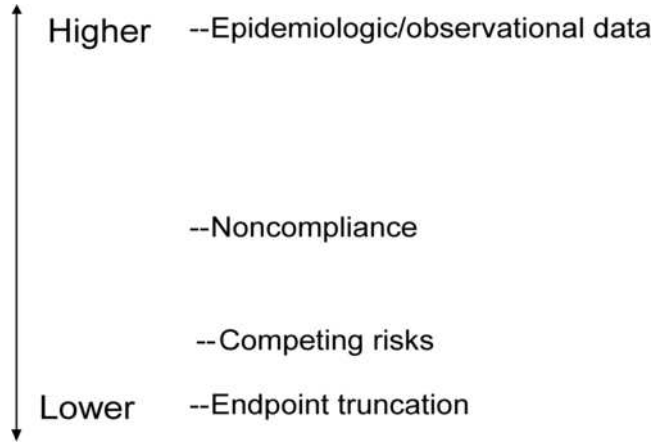 Higher --Epidemiologic/observational data
--Noncompliance
--Competing risks
Lower --Endpoint truncation